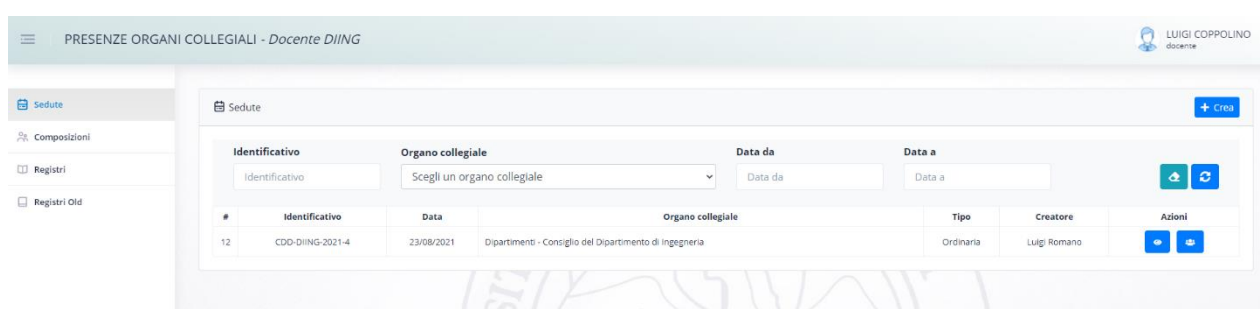 PRESENZE ORGANI COLLEGIALI - Docente DIING
LUIGI COPPOLINO
docente
Sedute
Composizioni
Registri
Registri Old
Sedute
+ Crea
Identificativo Organo collegiale Data da Data a
Identificativo Scegli un organo collegiale Data da Data a
# Identificativo Data Organo collegiale Tipo Creatore Azioni
12 CDD-DIING-2021-4 23/08/2021 Dipartimenti - Consiglio del Dipartimento di Ingegneria Ordinaria Luigi Romano